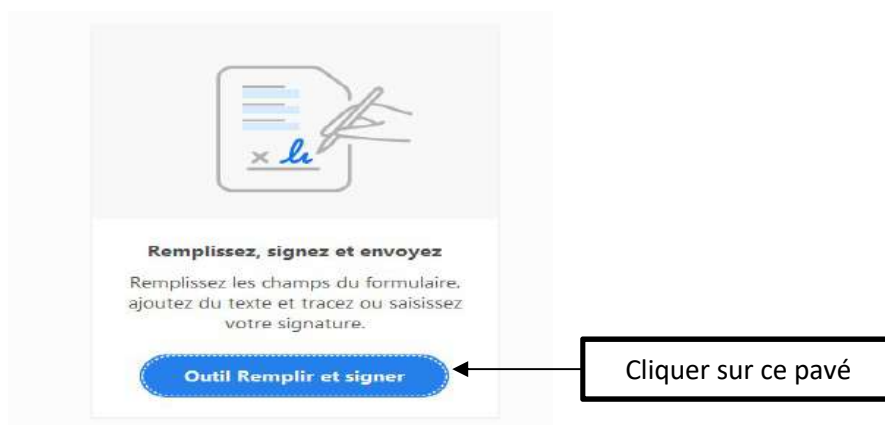 Remplissez, signez et envoyez
Remplissez les champs du formulaire,
ajoutez du texte et tracez ou saisissez
votre signature.
Outil Remplir et signer
Cliquer sur ce pavé